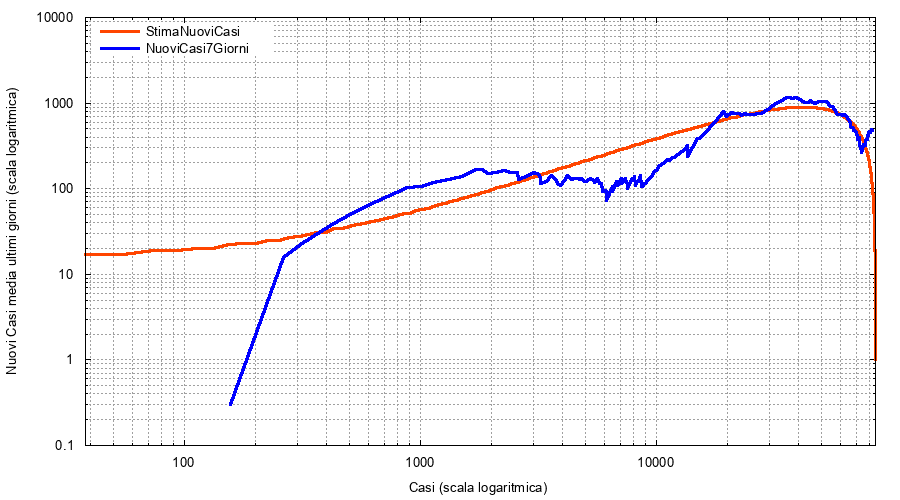 10000
1000
100
10
1
0.1
StimaNuoviCasi
NuoviCasi7Giorni
Nuovi Casi media ultimi giorni (scala logaritmica)
100
1000
10000
Casi (scala logaritmica)